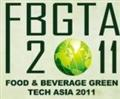 FBGTA
2011
FOOD & BEVERAGE GREEN
TECH ASIA 2011